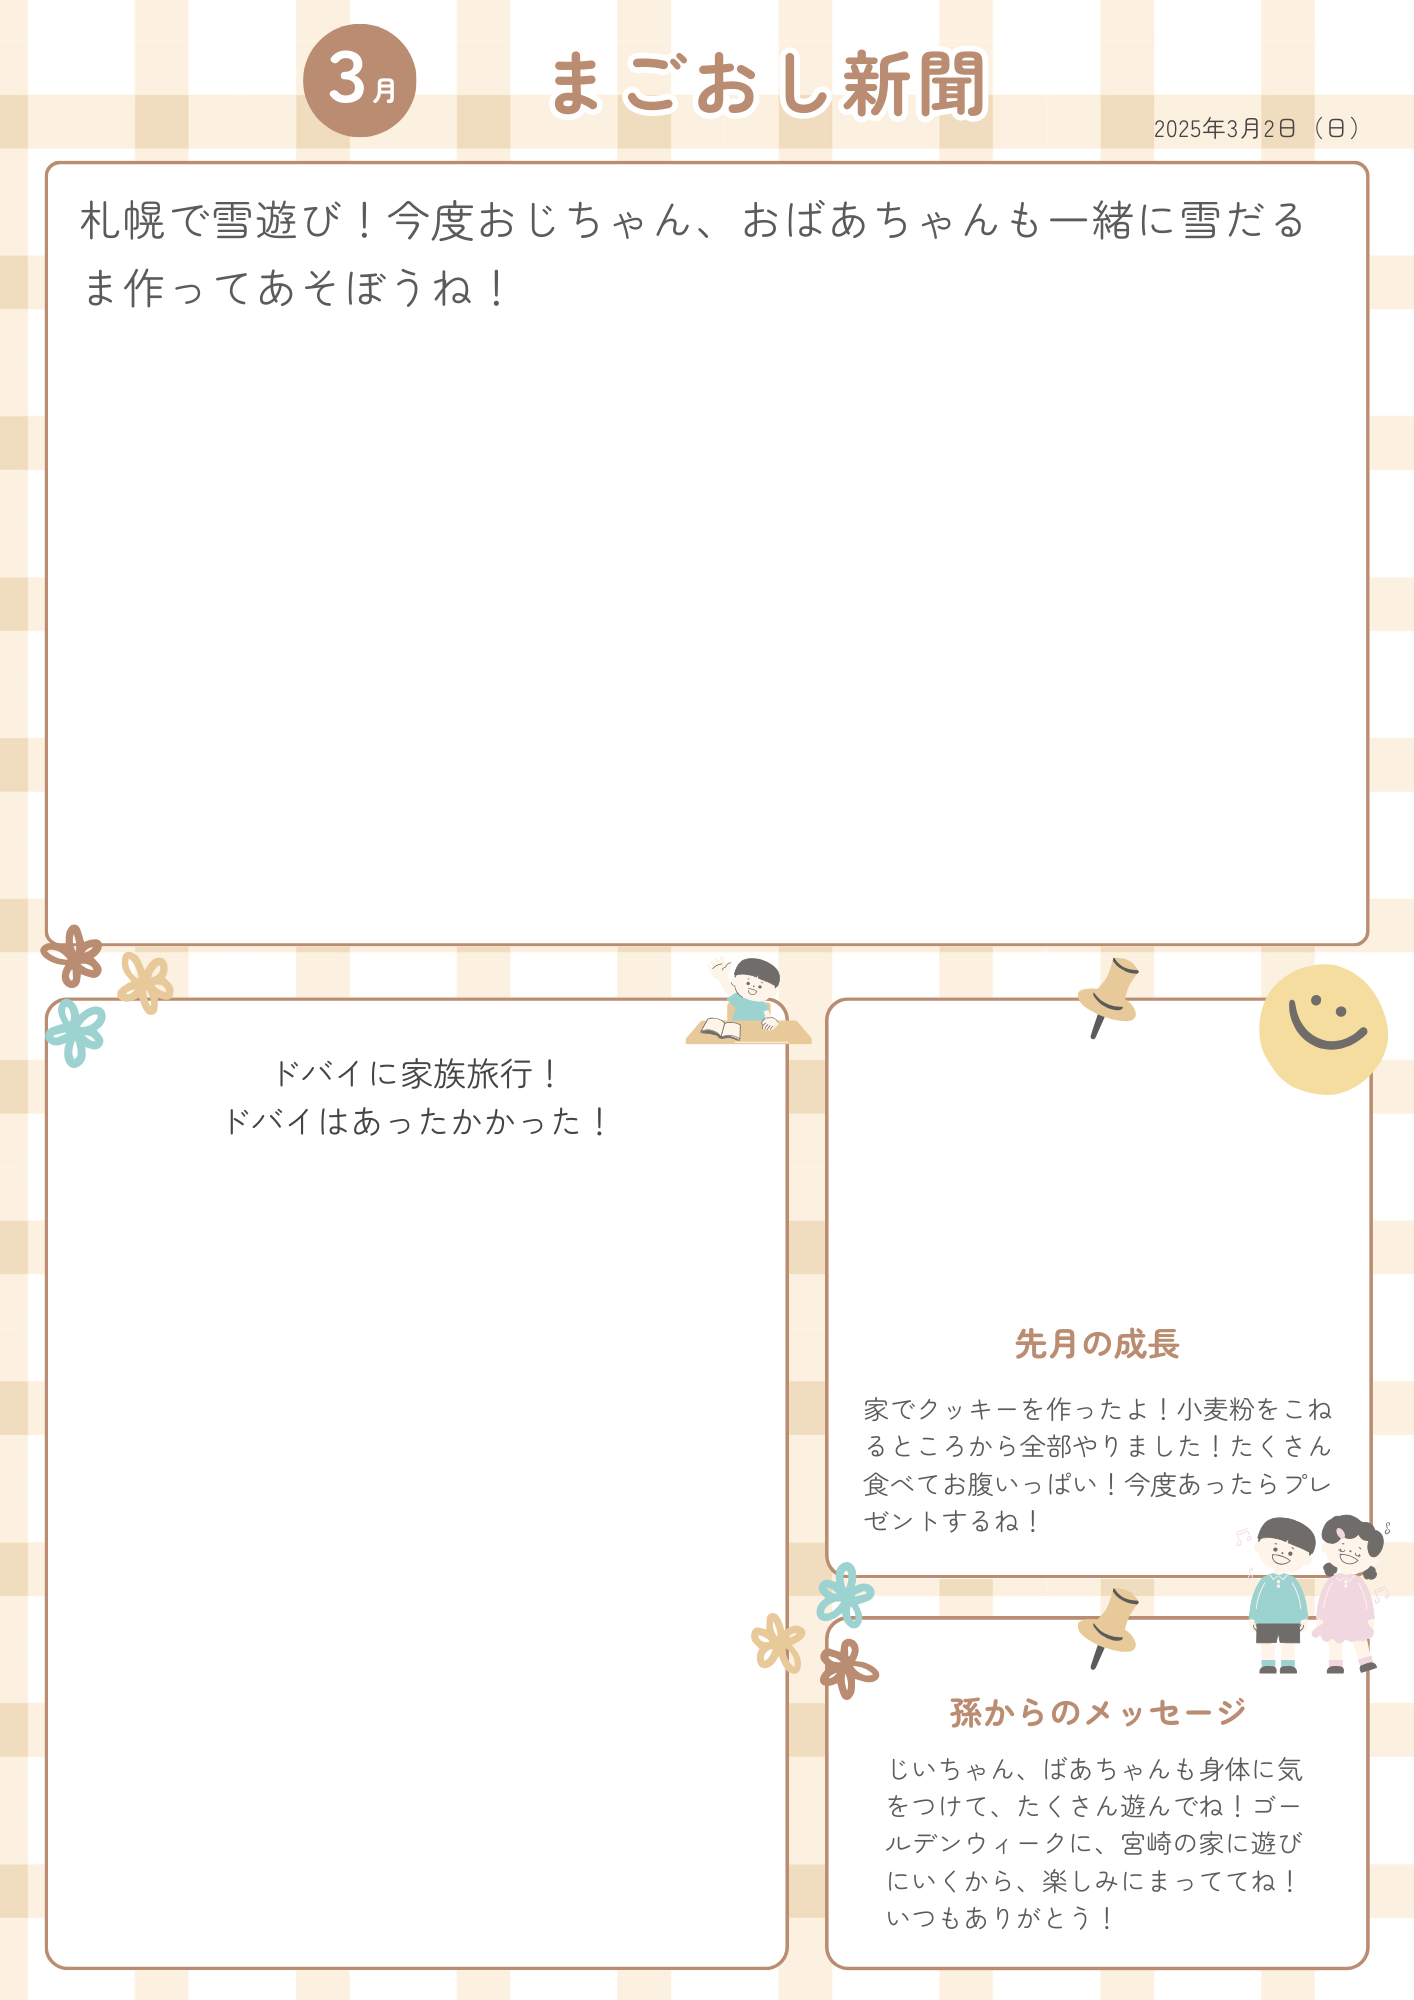 3月
まごおし新聞
2025年3月2日（日）
札幌で雪遊び！今度おじちゃん、おばあちゃんも一緒に雪だる
ま作ってあそぼうね！
ドバイに家族旅行！
ドバイはあったかかった！
先月の成長
家でクッキーを作ったよ！小麦粉をこね
るところから全部やりました！たくさん
食べてお腹いっぱい！今度あったらプレ
ゼントするね！
孫からのメッセージ
じいちゃん、ばあちゃんも身体に気
をつけて、たくさん遊んでね！ゴー
ルデンウィークに、宮崎の家に遊び
にいくから、楽しみにまっててね！
いつもありがとう！